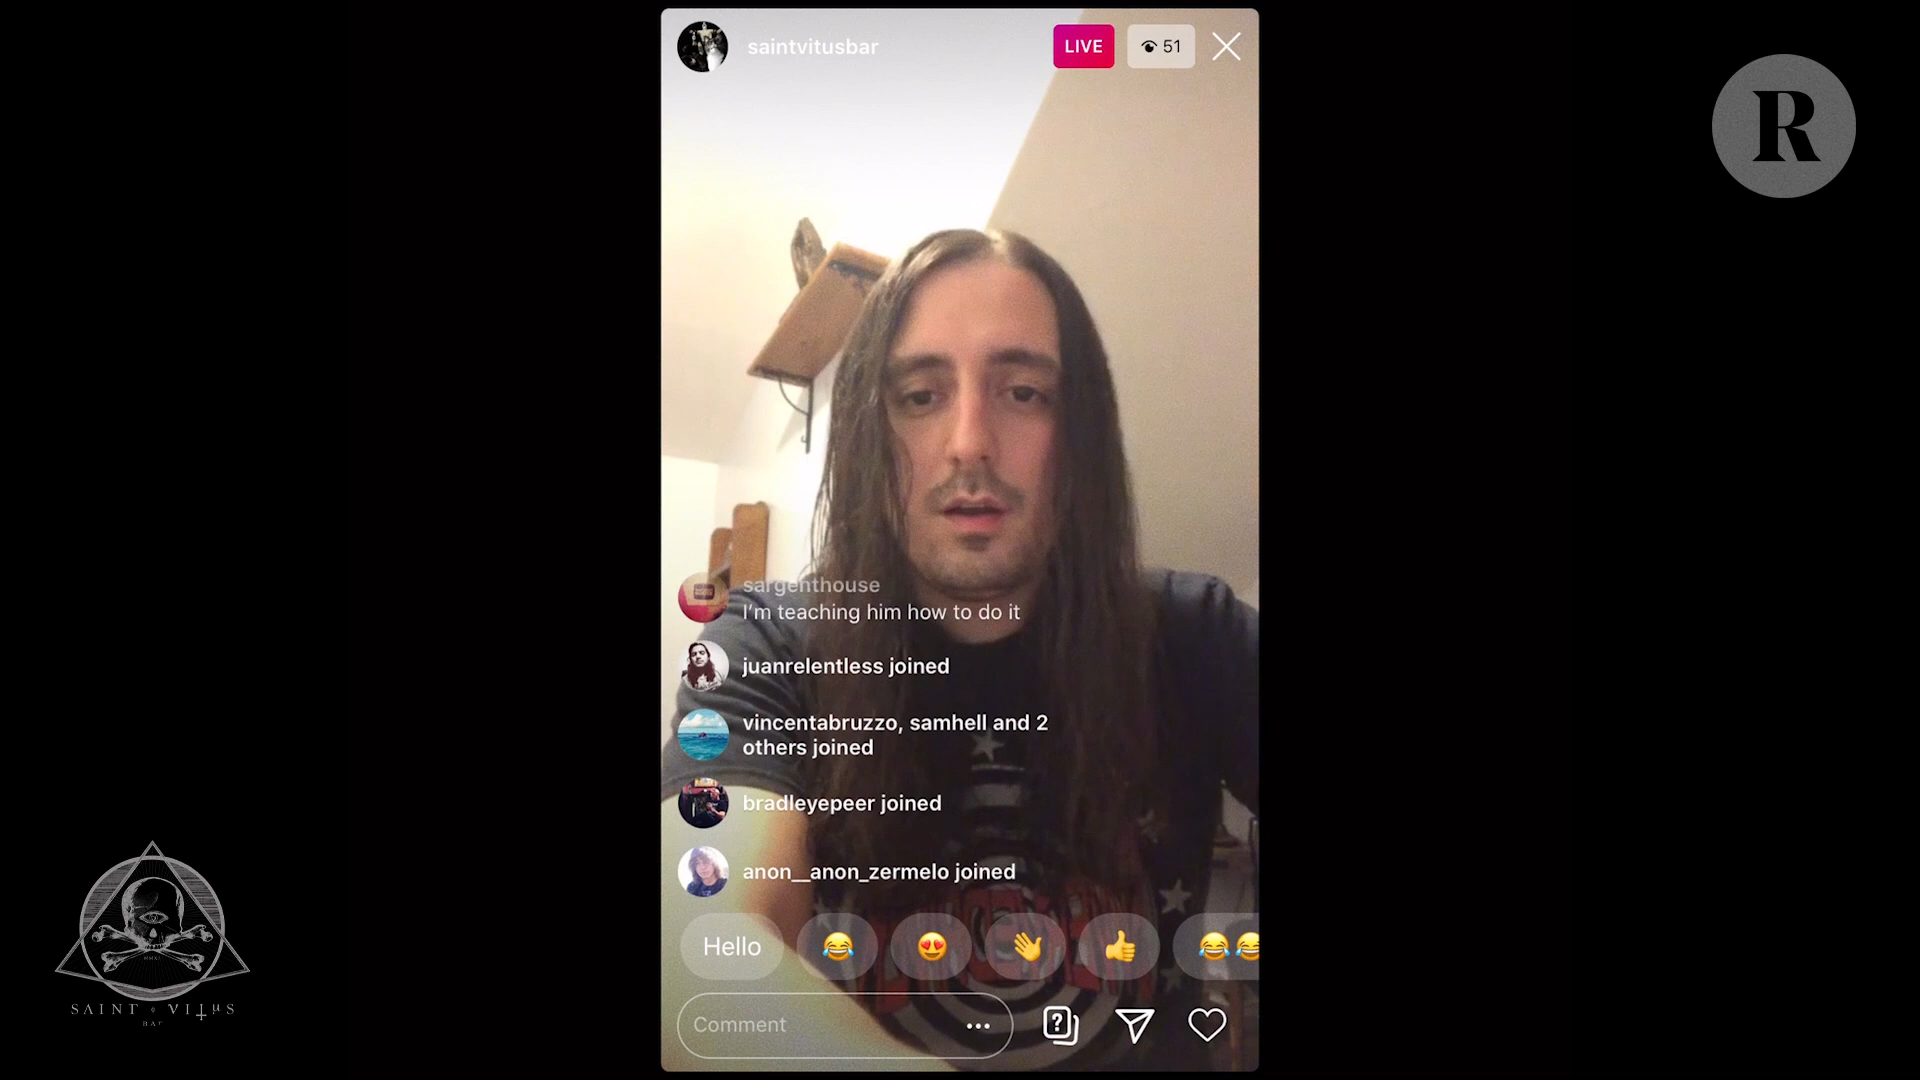 saintvitusbar
LIVE
51
R
sargenthouse
I'm teaching him how to do it
juanrelentless joined
vincentabruzzo, samhell and 2
others joined
bradleyepeer joined
anon__anon_zermelo joined
Hello
Comment
SAINT VITUS
BAR